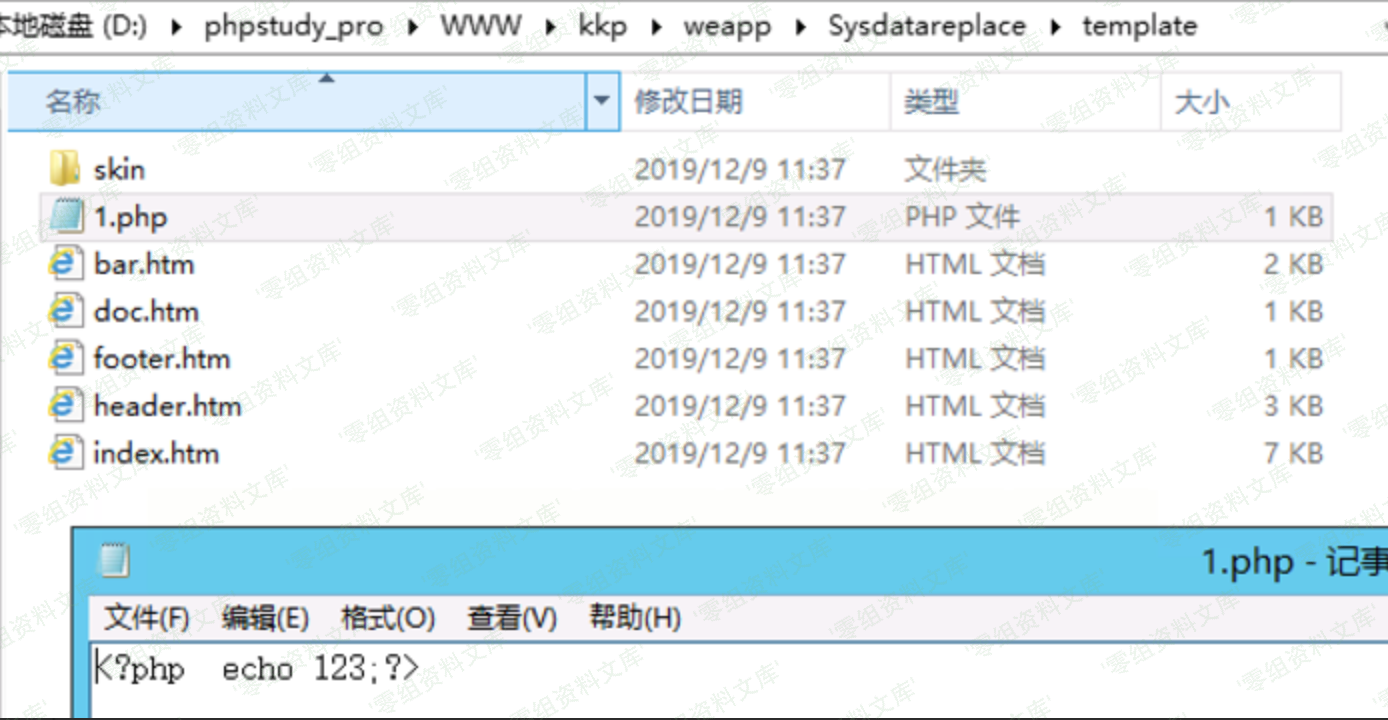 本地磁盘 (D:) ▸ phpstudy_pro ▸ WWW ▸ kkp ▸ weapp ▸ Sysdatareplace ▸ template
名称 修改日期 类型 大小
skin 2019/12/9 11:37 文件夹
1.php 2019/12/9 11:37 PHP 文件 1 KB
bar.htm 2019/12/9 11:37 HTML 文档 2 KB
doc.htm 2019/12/9 11:37 HTML 文档 1 KB
footer.htm 2019/12/9 11:37 HTML 文档 1 KB
header.htm 2019/12/9 11:37 HTML 文档 3 KB
index.htm 2019/12/9 11:37 HTML 文档 7 KB
1.php - 记事
文件(F) 编辑(E) 格式(O) 查看(V) 帮助(H)
<?php  echo 123;?>
'零组资料文库'